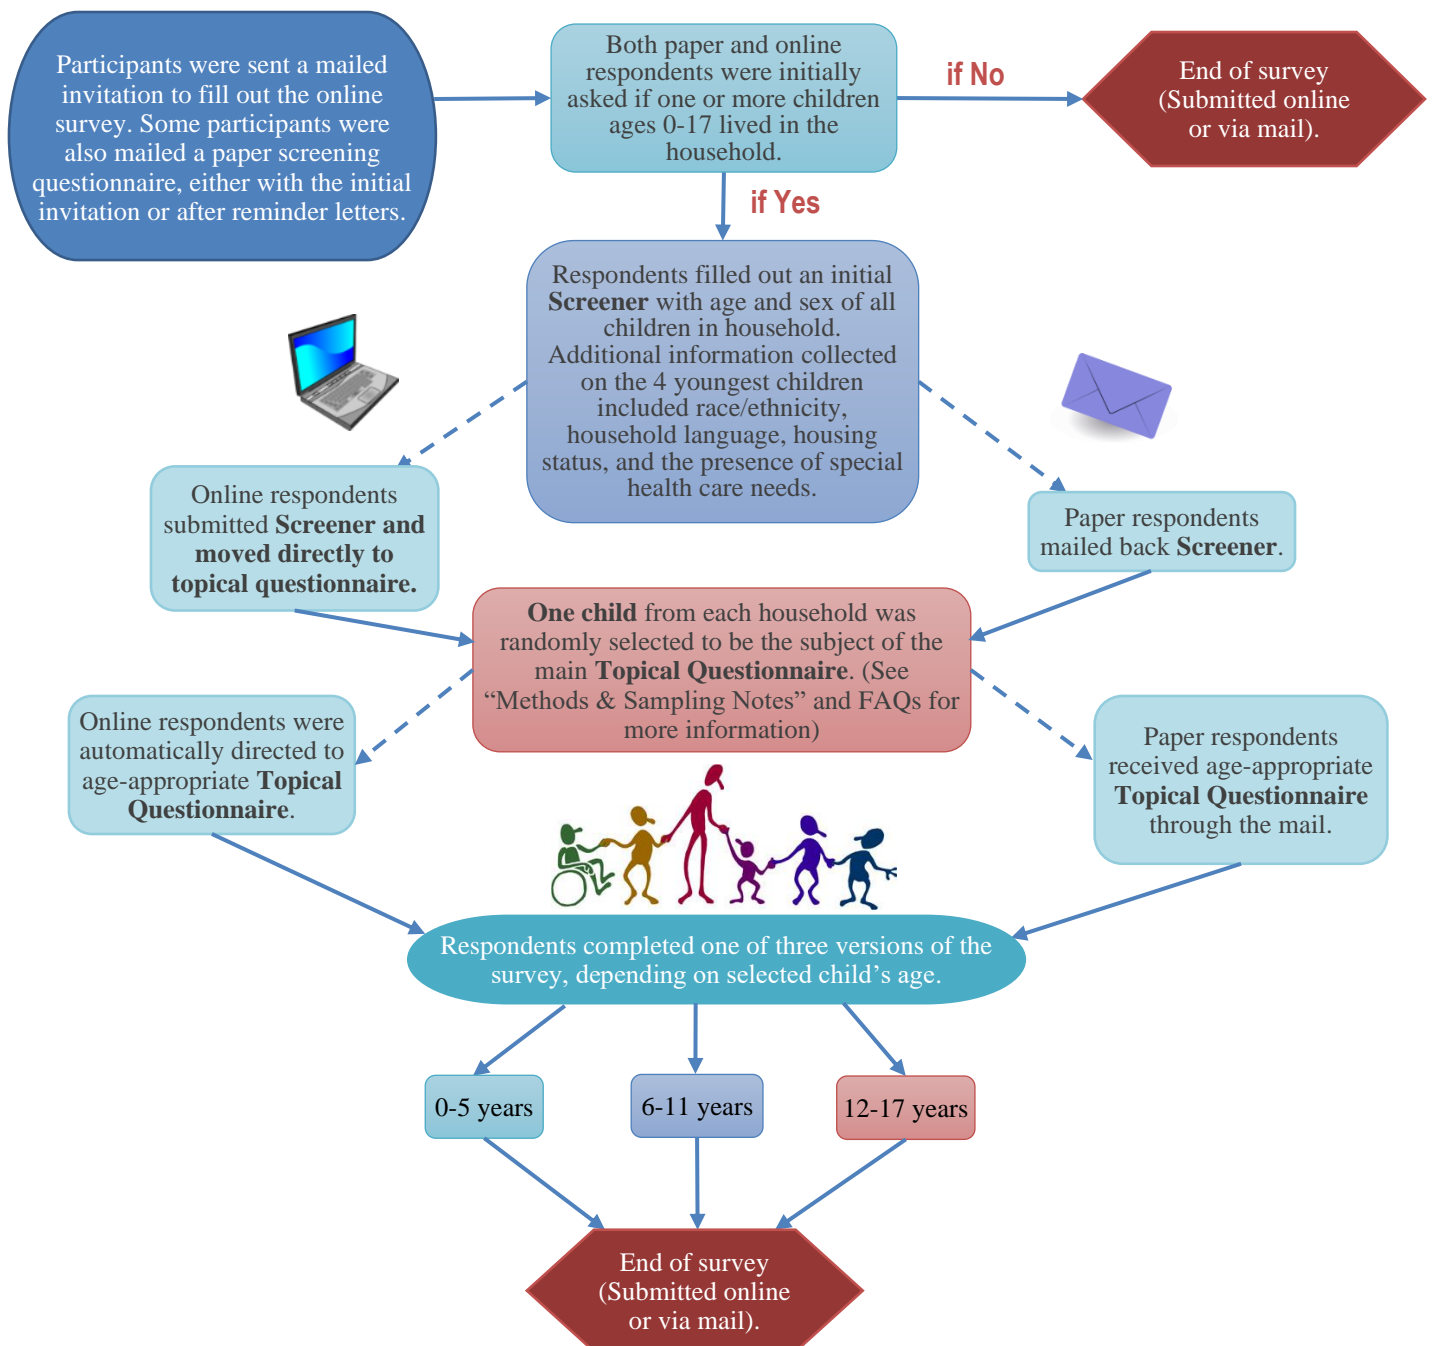 Participants were sent a mailed
invitation to fill out the online
survey. Some participants were
also mailed a paper screening
questionnaire, either with the initial
invitation or after reminder letters.
Both paper and online
respondents were initially
asked if one or more children
ages 0-17 lived in the
household.
if No
End of survey
(Submitted online
or via mail).
if Yes
Respondents filled out an initial
Screener with age and sex of all
children in household.
Additional information collected
on the 4 youngest children
included race/ethnicity,
household language, housing
status, and the presence of special
health care needs.
Online respondents
submitted Screener and
moved directly to
topical questionnaire.
Paper respondents
mailed back Screener.
One child from each household was
randomly selected to be the subject of the
main Topical Questionnaire. (See
“Methods & Sampling Notes” and FAQs for
more information)
Online respondents were
automatically directed to
age-appropriate Topical
Questionnaire.
Paper respondents
received age-appropriate
Topical Questionnaire
through the mail.
Respondents completed one of three versions of the
survey, depending on selected child’s age.
0-5 years
6-11 years
12-17 years
End of survey
(Submitted online
or via mail).